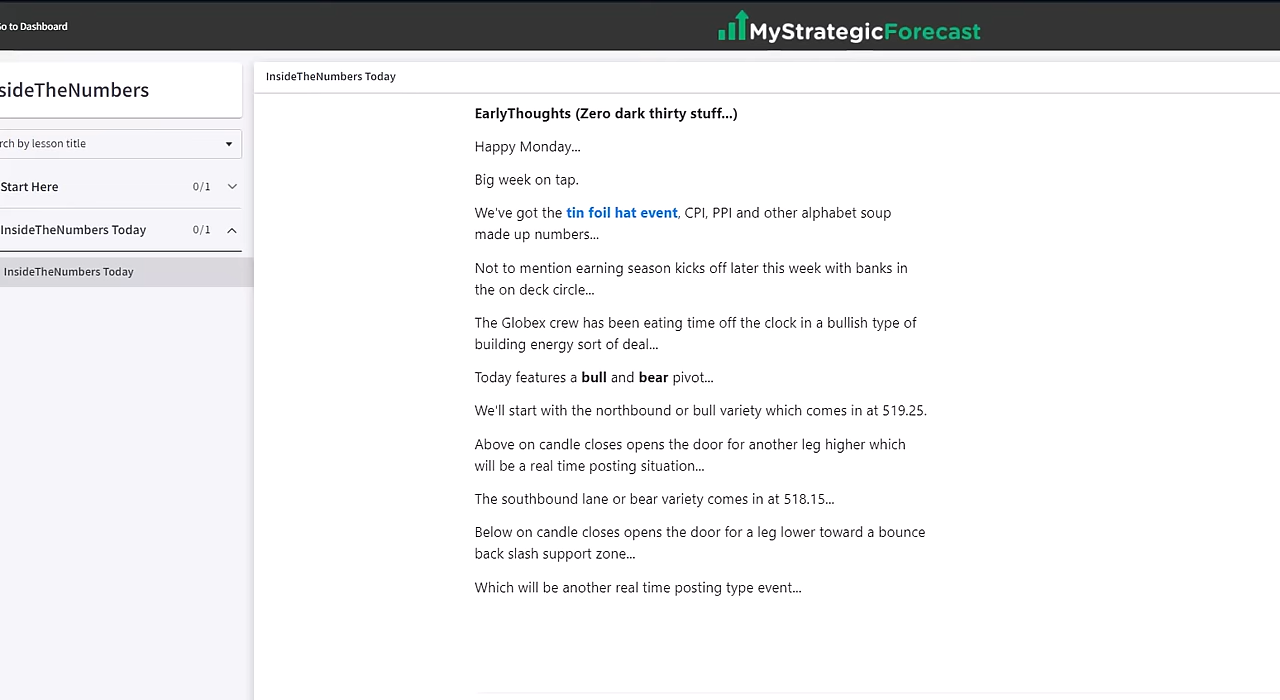 o to Dashboard
MyStrategicForecast
sideTheNumbers
rch by lesson title
Start Here 0/1
InsideTheNumbers Today 0/1
InsideTheNumbers Today
InsideTheNumbers Today
EarlyThoughts (Zero dark thirty stuff...)
Happy Monday...
Big week on tap.
We've got the tin foil hat event, CPI, PPI and other alphabet soup
made up numbers...
Not to mention earning season kicks off later this week with banks in
the on deck circle...
The Globex crew has been eating time off the clock in a bullish type of
building energy sort of deal...
Today features a bull and bear pivot...
We'll start with the northbound or bull variety which comes in at 519.25.
Above on candle closes opens the door for another leg higher which
will be a real time posting situation...
The southbound lane or bear variety comes in at 518.15...
Below on candle closes opens the door for a leg lower toward a bounce
back slash support zone...
Which will be another real time posting type event...